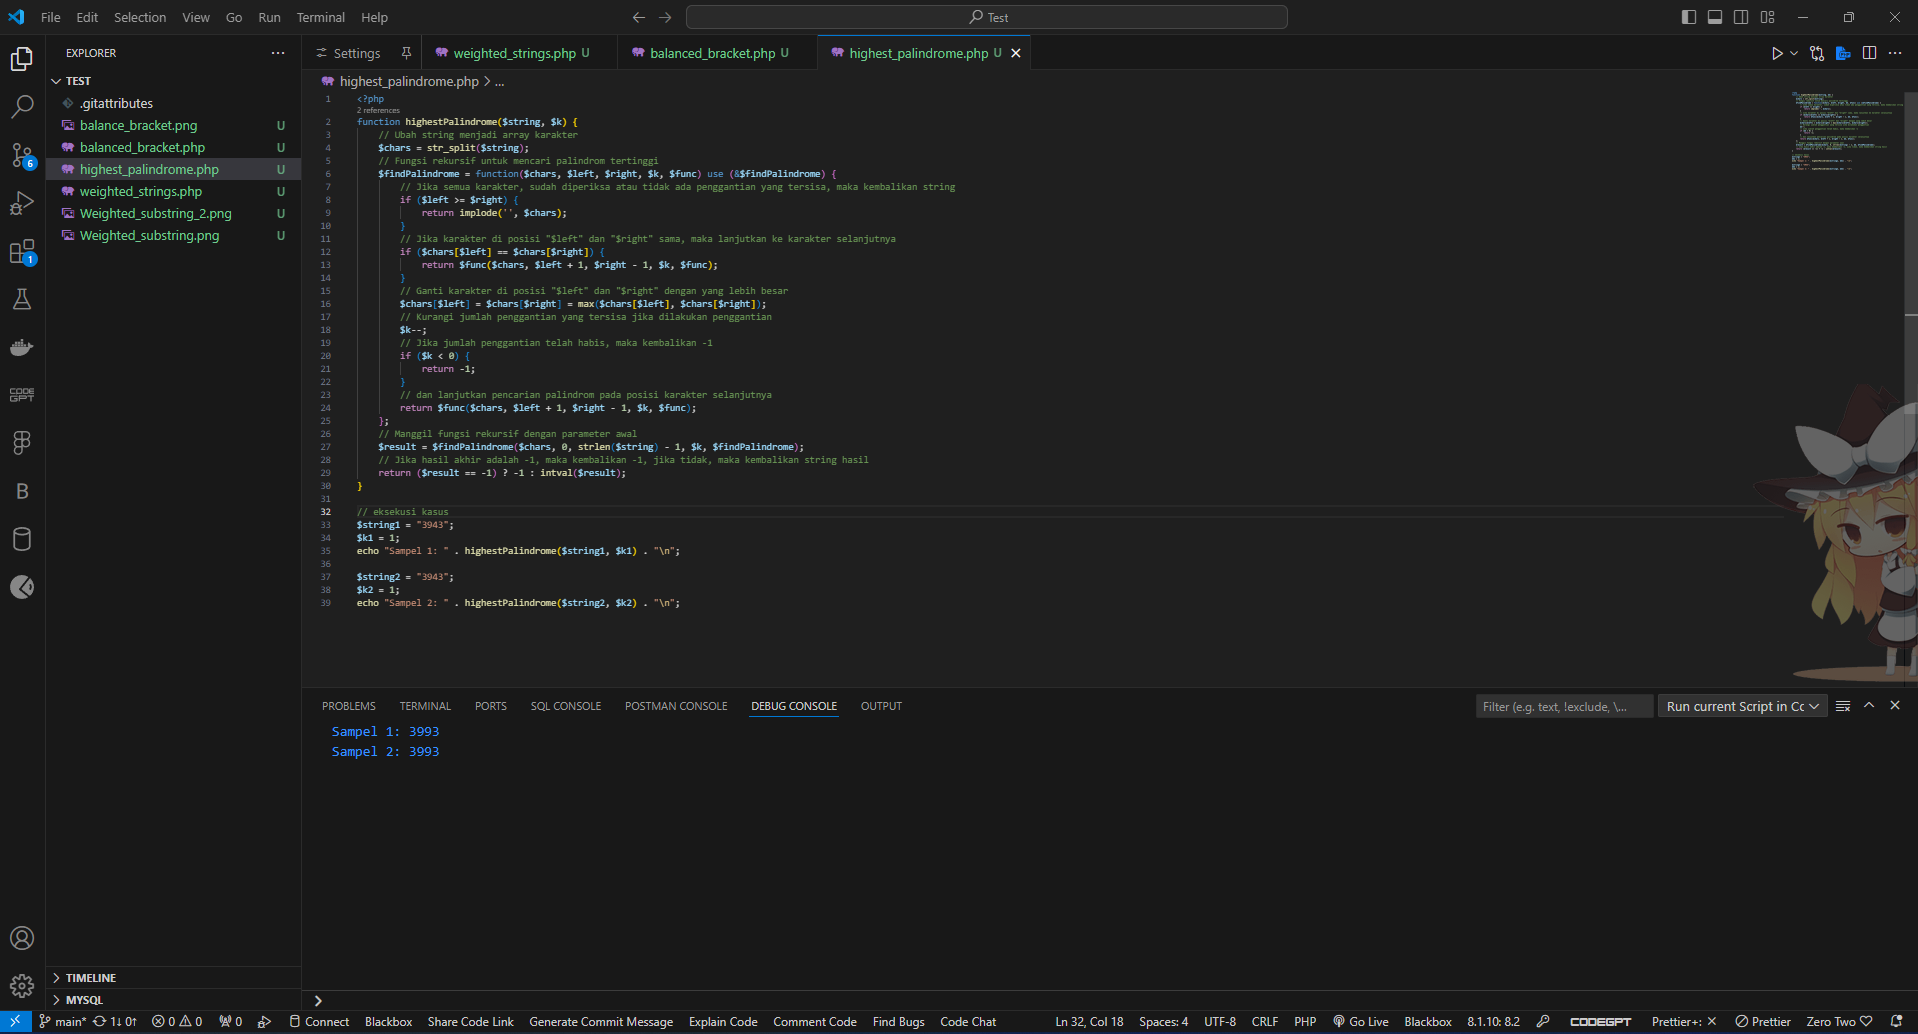 File Edit Selection View Go Run Terminal Help
Test
EXPLORER
TEST
.gitattributes
balance_bracket.png U
balanced_bracket.php U
highest_palindrome.php U
weighted_strings.php U
Weighted_substring_2.png U
Weighted_substring.png U
6
1
CODE
GPT
B
TIMELINE
MYSQL
Settings weighted_strings.php U balanced_bracket.php U highest_palindrome.php U
highest_palindrome.php > ...
1 <?php
2 references
2 function highestPalindrome($string, $k) {
3 // Ubah string menjadi array karakter
4 $chars = str_split($string);
5 // Fungsi rekursif untuk mencari palindrom tertinggi
6 $findPalindrome = function($chars, $left, $right, $k, $func) use (&$findPalindrome) {
7 // Jika semua karakter, sudah diperiksa atau tidak ada penggantian yang tersisa, maka kembalikan string
8 if ($left >= $right) {
9 return implode('', $chars);
10 }
11 // Jika karakter di posisi "$left" dan "$right" sama, maka lanjutkan ke karakter selanjutnya
12 if ($chars[$left] == $chars[$right]) {
13 return $func($chars, $left + 1, $right - 1, $k, $func);
14 }
15 // Ganti karakter di posisi "$left" dan "$right" dengan yang lebih besar
16 $chars[$left] = $chars[$right] = max($chars[$left], $chars[$right]);
17 // Kurangi jumlah penggantian yang tersisa jika dilakukan penggantian
18 $k--;
19 // Jika jumlah penggantian telah habis, maka kembalikan -1
20 if ($k < 0) {
21 return -1;
22 }
23 // dan lanjutkan pencarian palindrom pada posisi karakter selanjutnya
24 return $func($chars, $left + 1, $right - 1, $k, $func);
25 };
26 // Manggil fungsi rekursif dengan parameter awal
27 $result = $findPalindrome($chars, 0, strlen($string) - 1, $k, $findPalindrome);
28 // Jika hasil akhir adalah -1, maka kembalikan -1, jika tidak, maka kembalikan string hasil
29 return ($result == -1) ? -1 : intval($result);
30 }
31
32 // eksekusi kasus
33 $string1 = "3943";
34 $k1 = 1;
35 echo "Sampel 1: " . highestPalindrome($string1, $k1) . "\n";
36
37 $string2 = "3943";
38 $k2 = 1;
39 echo "Sampel 2: " . highestPalindrome($string2, $k2) . "\n";
PROBLEMS TERMINAL PORTS SQL CONSOLE POSTMAN CONSOLE DEBUG CONSOLE OUTPUT
Filter (e.g. text, !exclude, \... Run current Script in Cc
Sampel 1: 3993
Sampel 2: 3993
main* 1↓ 0↑ 0 0 0 Connect Blackbox Share Code Link Generate Commit Message Explain Code Comment Code Find Bugs Code Chat Ln 32, Col 18 Spaces: 4 UTF-8 CRLF PHP Go Live Blackbox 8.1.10: 8.2 CODEGPT Prettier+: Prettier Zero Two